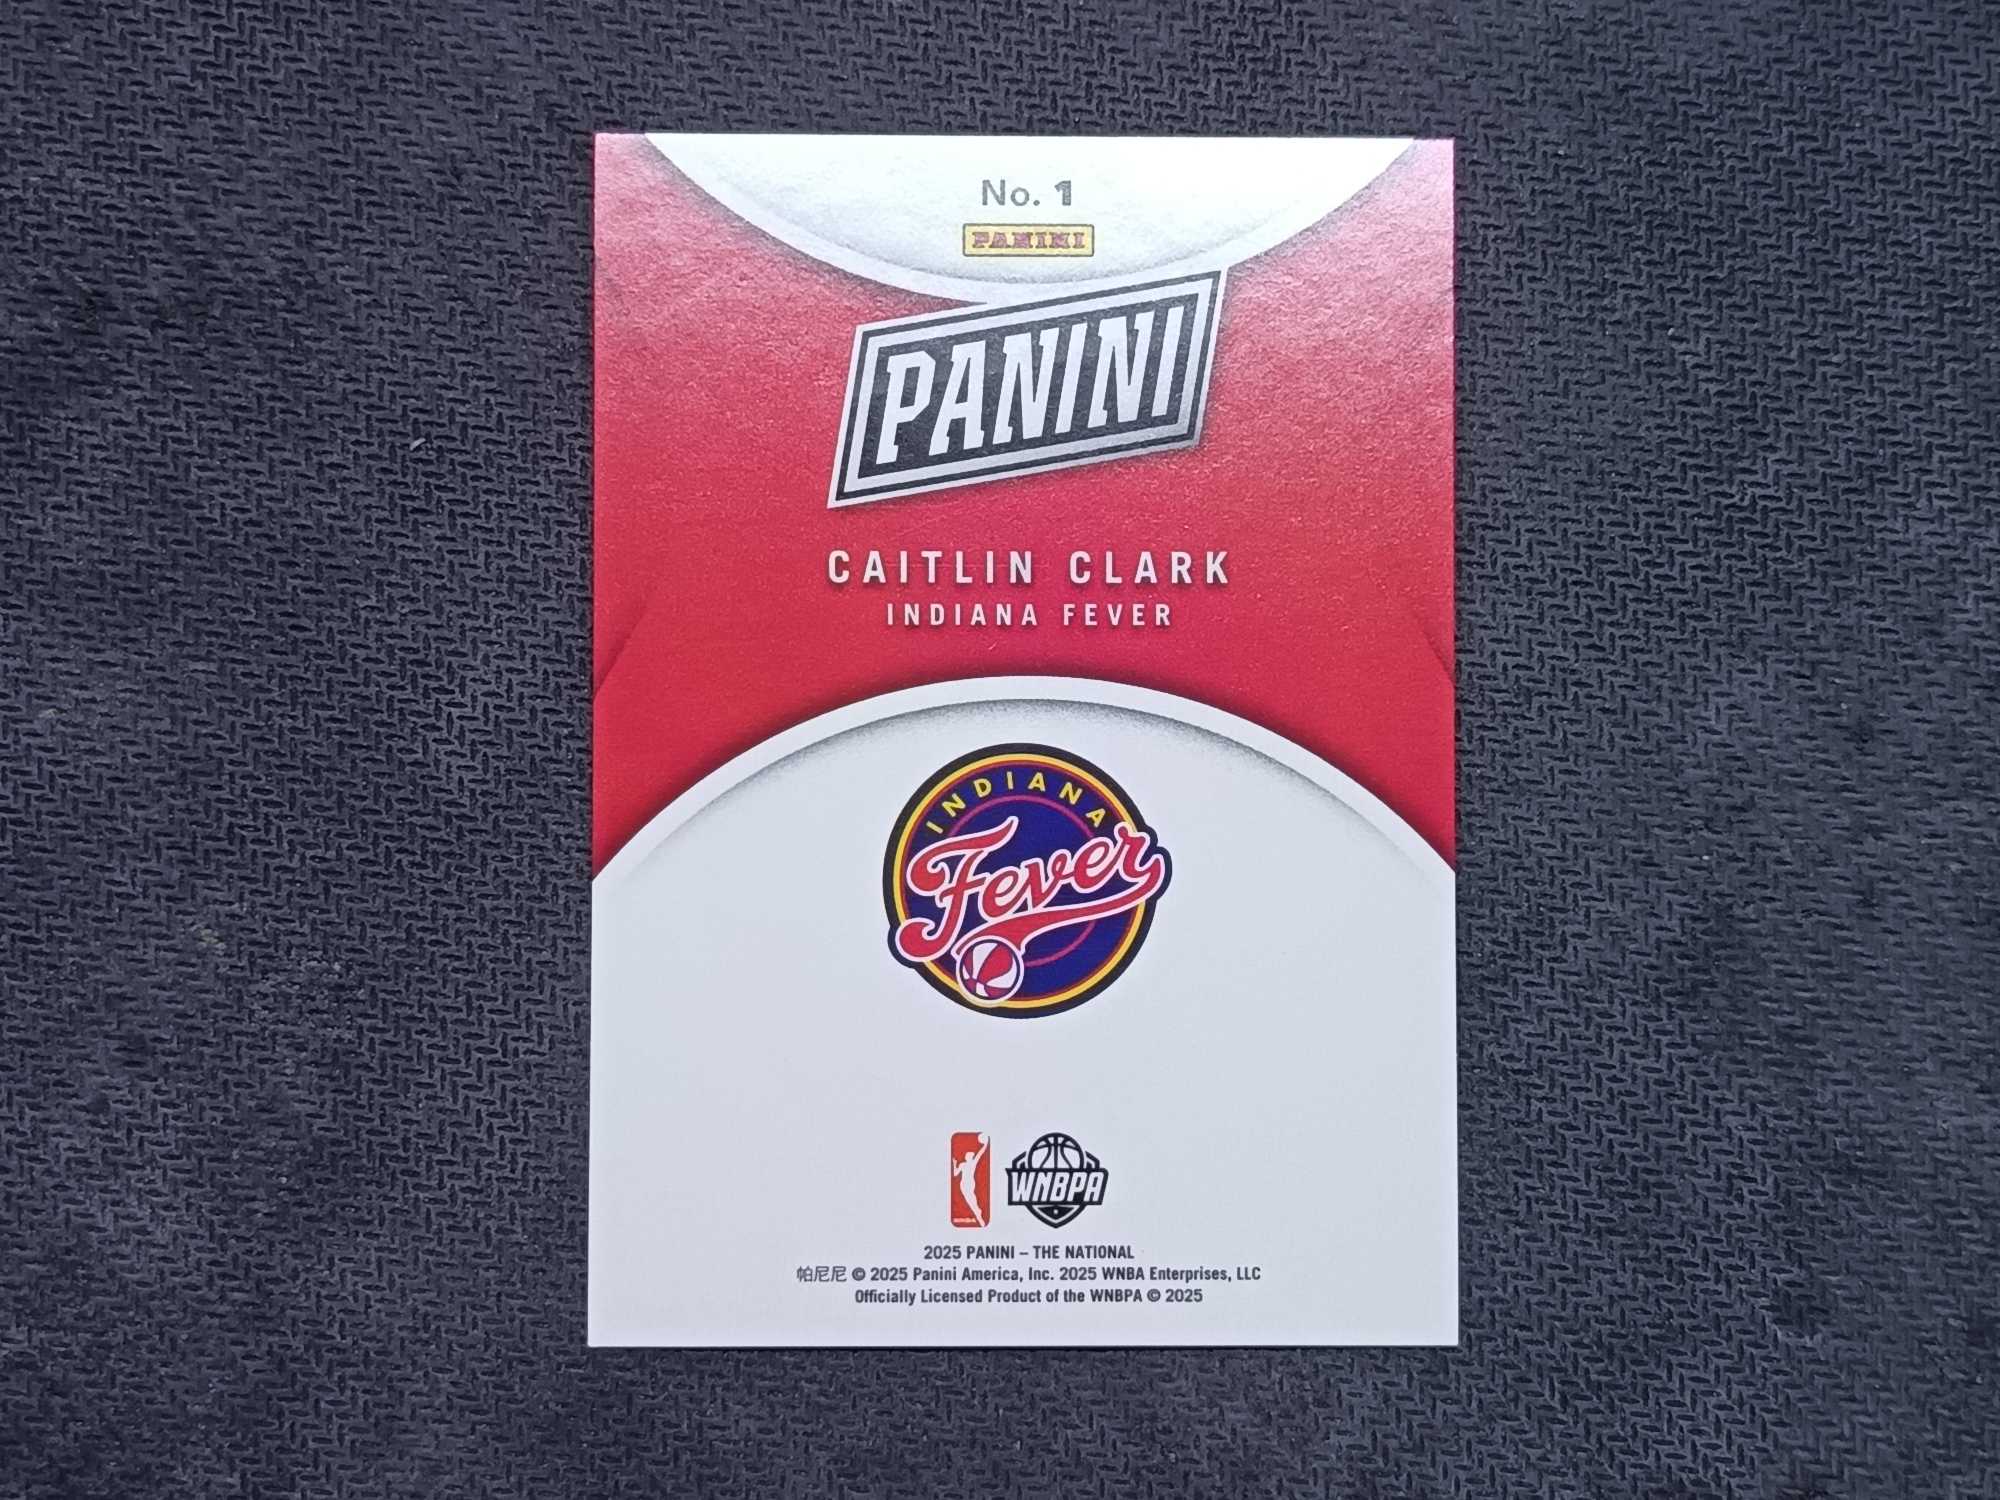 No. 1
PANINI
PANINI
CAITLIN CLARK
INDIANA FEVER
INDIANA
Fever
WNBA
WNBPA
2025 PANINI – THE NATIONAL
帕尼尼 © 2025 Panini America, Inc. 2025 WNBA Enterprises, LLC
Officially Licensed Product of the WNBPA © 2025